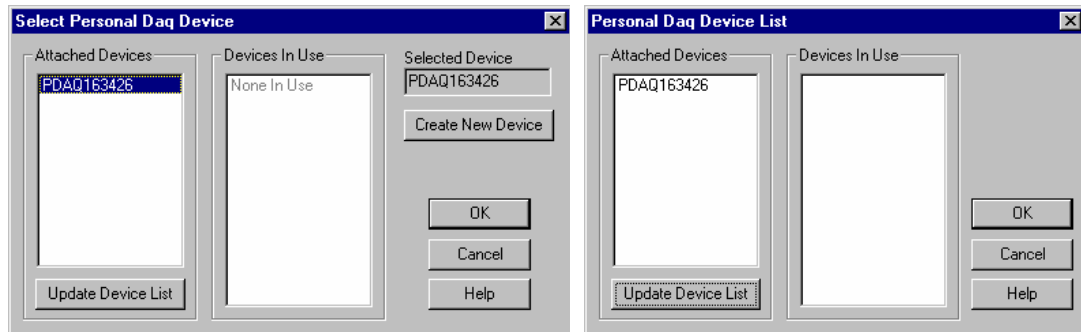 Select Personal Daq Device
Attached Devices
PDAQ163426
Update Device List
Devices In Use
None In Use
Selected Device
PDAQ163426
Create New Device
OK
Cancel
Help
Personal Daq Device List
Attached Devices
PDAQ163426
Update Device List
Devices In Use
OK
Cancel
Help